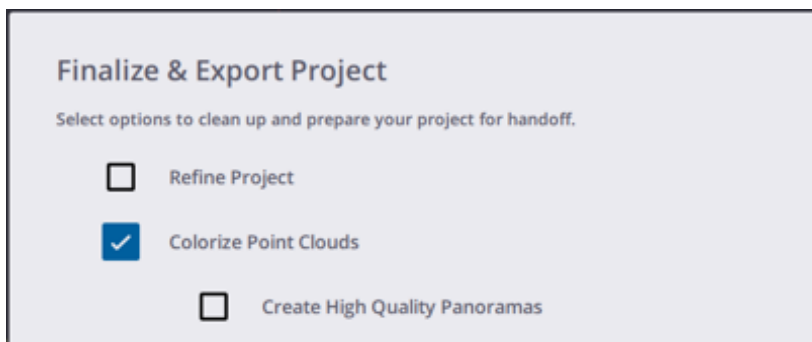 Finalize & Export Project
Select options to clean up and prepare your project for handoff.
Refine Project
Colorize Point Clouds
Create High Quality Panoramas